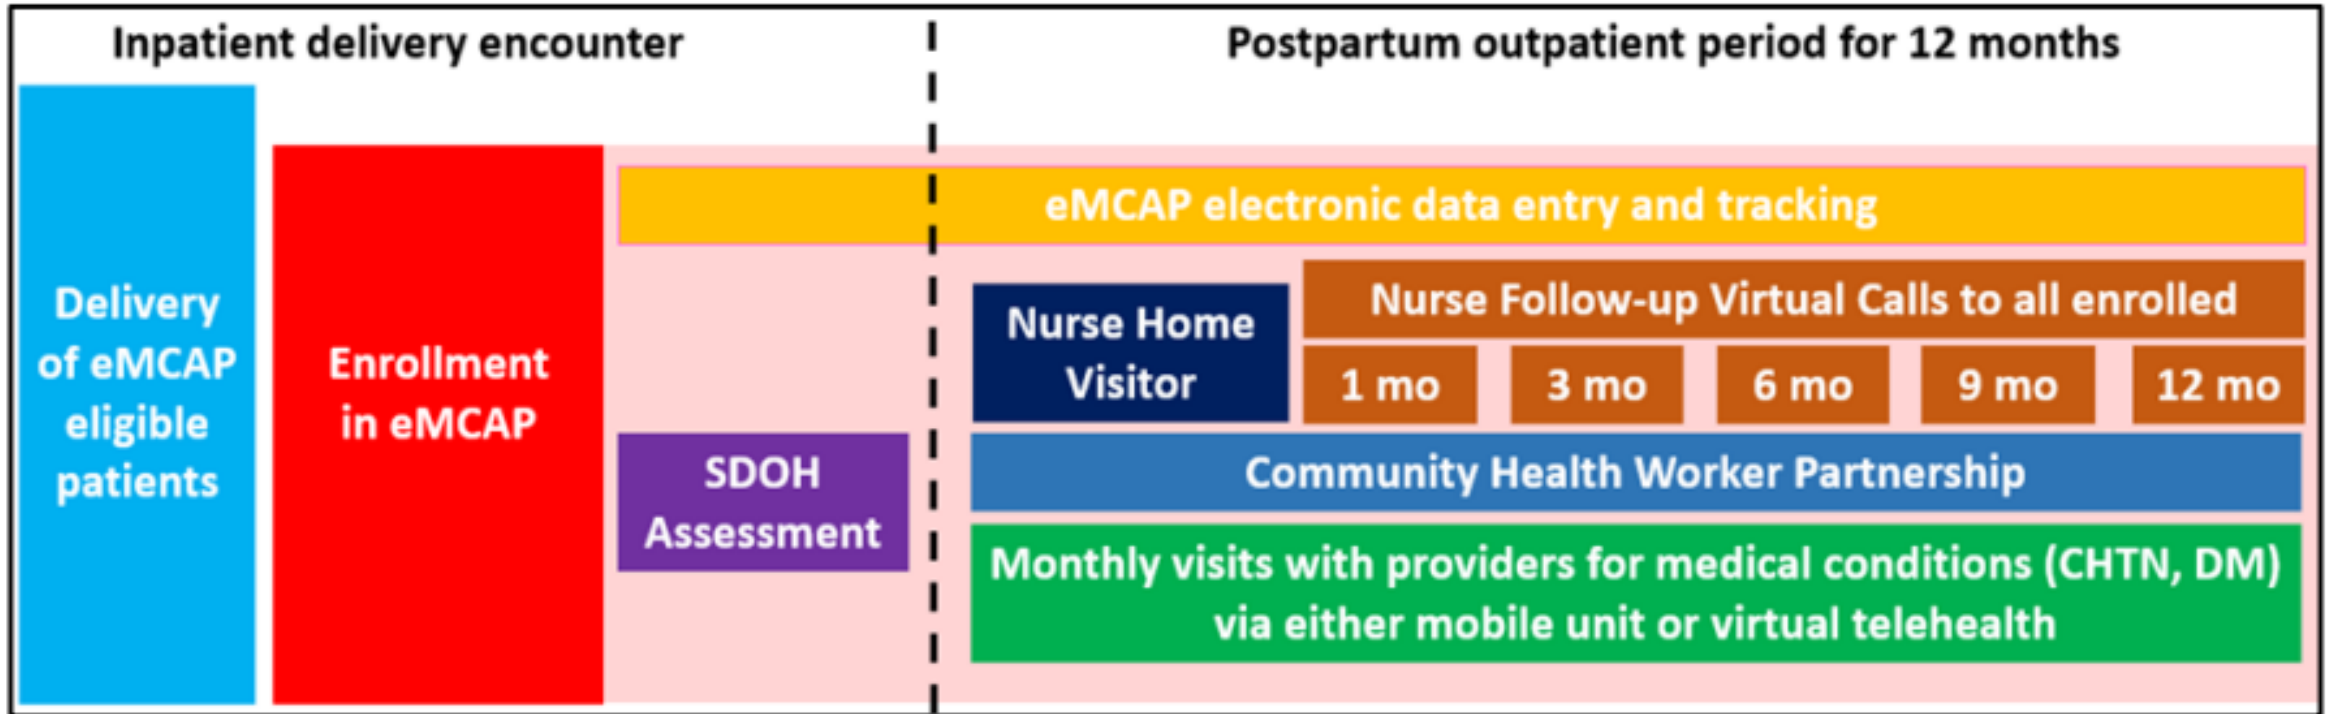 Inpatient delivery encounter
Postpartum outpatient period for 12 months
Delivery
of eMCAP
eligible
patients
Enrollment
in eMCAP
eMCAP electronic data entry and tracking
SDOH
Assessment
Nurse Home
Visitor
Nurse Follow-up Virtual Calls to all enrolled
1 mo
3 mo
6 mo
9 mo
12 mo
Community Health Worker Partnership
Monthly visits with providers for medical conditions (CHTN, DM)
via either mobile unit or virtual telehealth